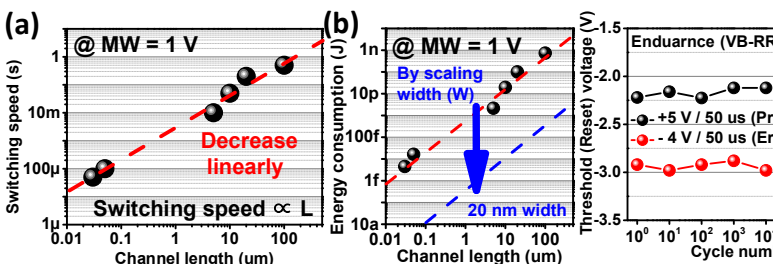 (a)
@ MW = 1 V
Decrease
linearly
Switching speed ∝ L
Switching speed (s)
1
10m
100µ
1µ
0.01 0.1 1 10 100
Channel length (µm)
(b)
@ MW = 1 V
By scaling
width (W)
20 nm width
Energy consumption (J)
1n
10p
100f
1f
10a
0.01 0.1 1 10 100
Channel length (µm)
Enduarnce (VB-RR
+5 V / 50 us (Pr
- 4 V / 50 us (Er
Threshold (Reset) voltage (V)
-1.5
-2.0
-2.5
-3.0
-3.5
10⁰ 10¹ 10² 10³ 10
Cycle num